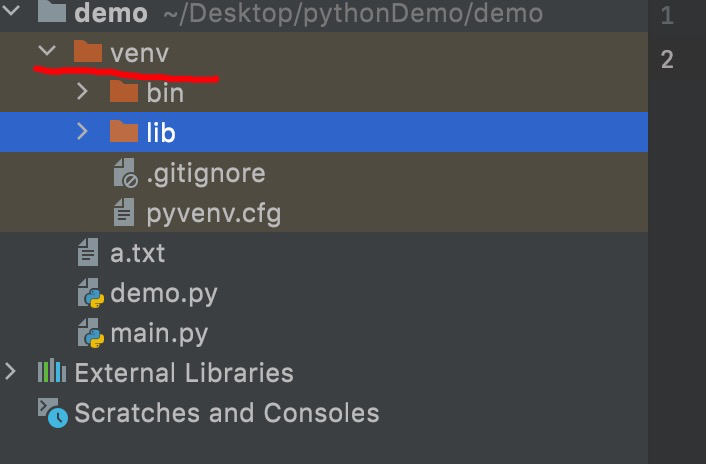 demo ~/Desktop/pythonDemo/demo 1
venv 2
bin
lib
.gitignore
pyvenv.cfg
a.txt
demo.py
main.py
External Libraries
Scratches and Consoles